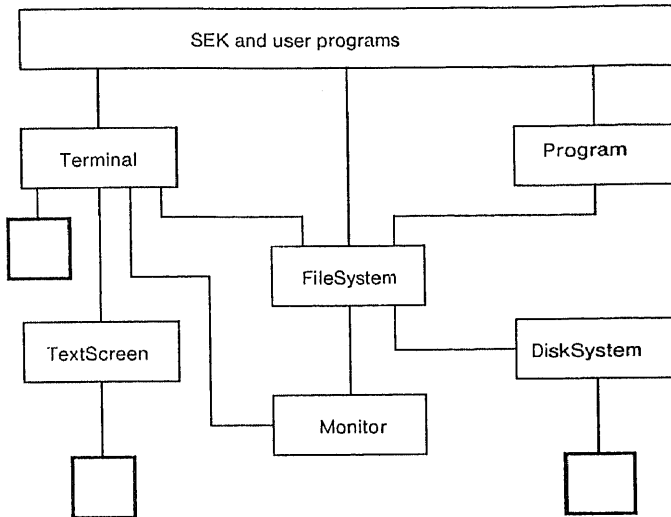 SEK and user programs
Terminal
Program
FileSystem
TextScreen
DiskSystem
Monitor